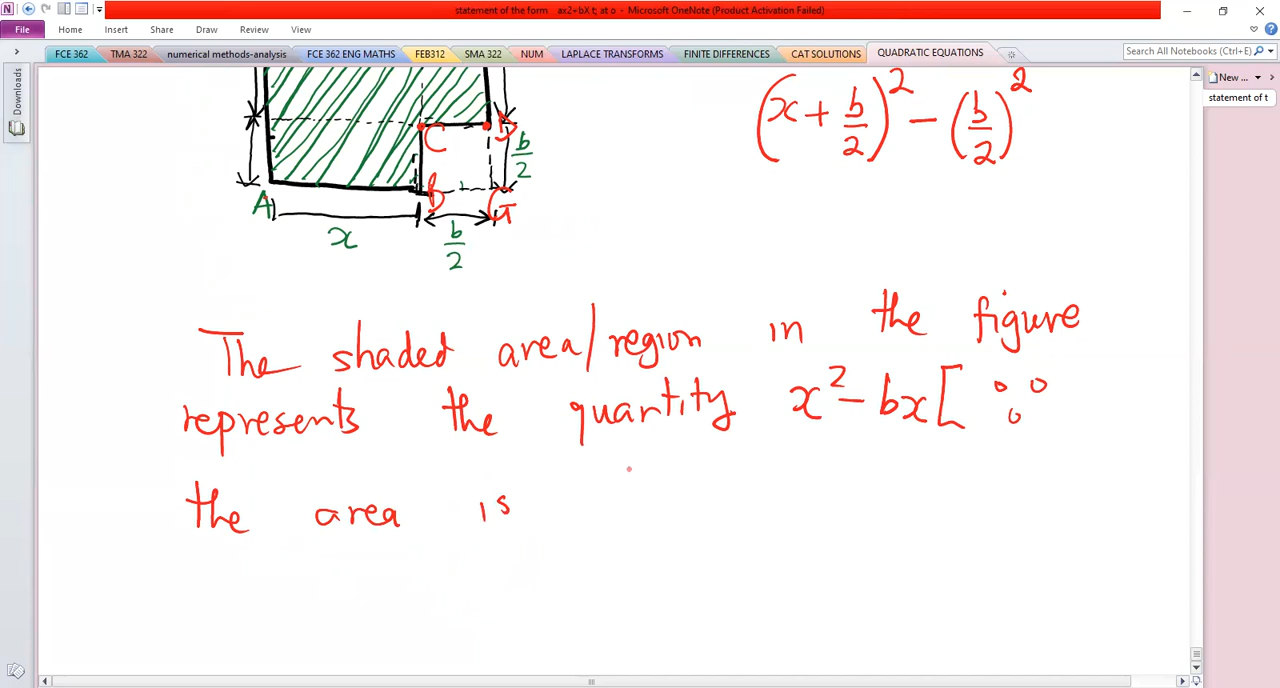 statement of the form ax2+bX t; at o - Microsoft OneNote (Product Activation Failed)
File Home Insert Share Draw Review View
FCE 362 TMA 322 numerical methods-analysis FCE 362 ENG MATHS FEB312 SMA 322 NUM LAPLACE TRANSFORMS FINITE DIFFERENCES CAT SOLUTIONS QUADRATIC EQUATIONS Search All Notebooks (Ctrl+E)
Downloads
New ...
statement of t
(x + b/2)² − (b/2)²
C D b/2
A B G
x b/2
The shaded area/region in the figure
represents the quantity x² − bx [ ∵
the area is